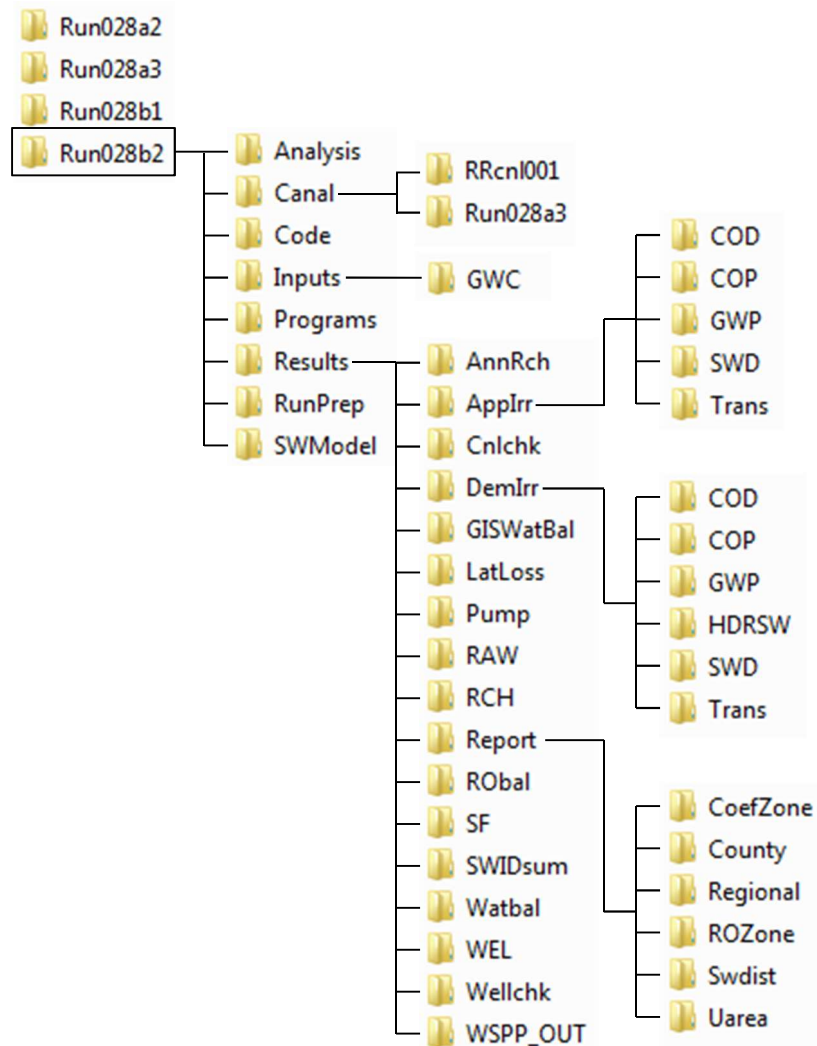 Run028a2
Run028a3
Run028b1
Run028b2
Analysis
Canal
Code
Inputs
Programs
Results
RunPrep
SWModel
RRcnl001
Run028a3
GWC
AnnRch
AppIrr
Cnlchk
DemIrr
GISWatBal
LatLoss
Pump
RAW
RCH
Report
RObal
SF
SWIDsum
Watbal
WEL
Wellchk
WSPP_OUT
COD
COP
GWP
SWD
Trans
COD
COP
GWP
HDRSW
SWD
Trans
CoefZone
County
Regional
ROZone
Swdist
Uarea